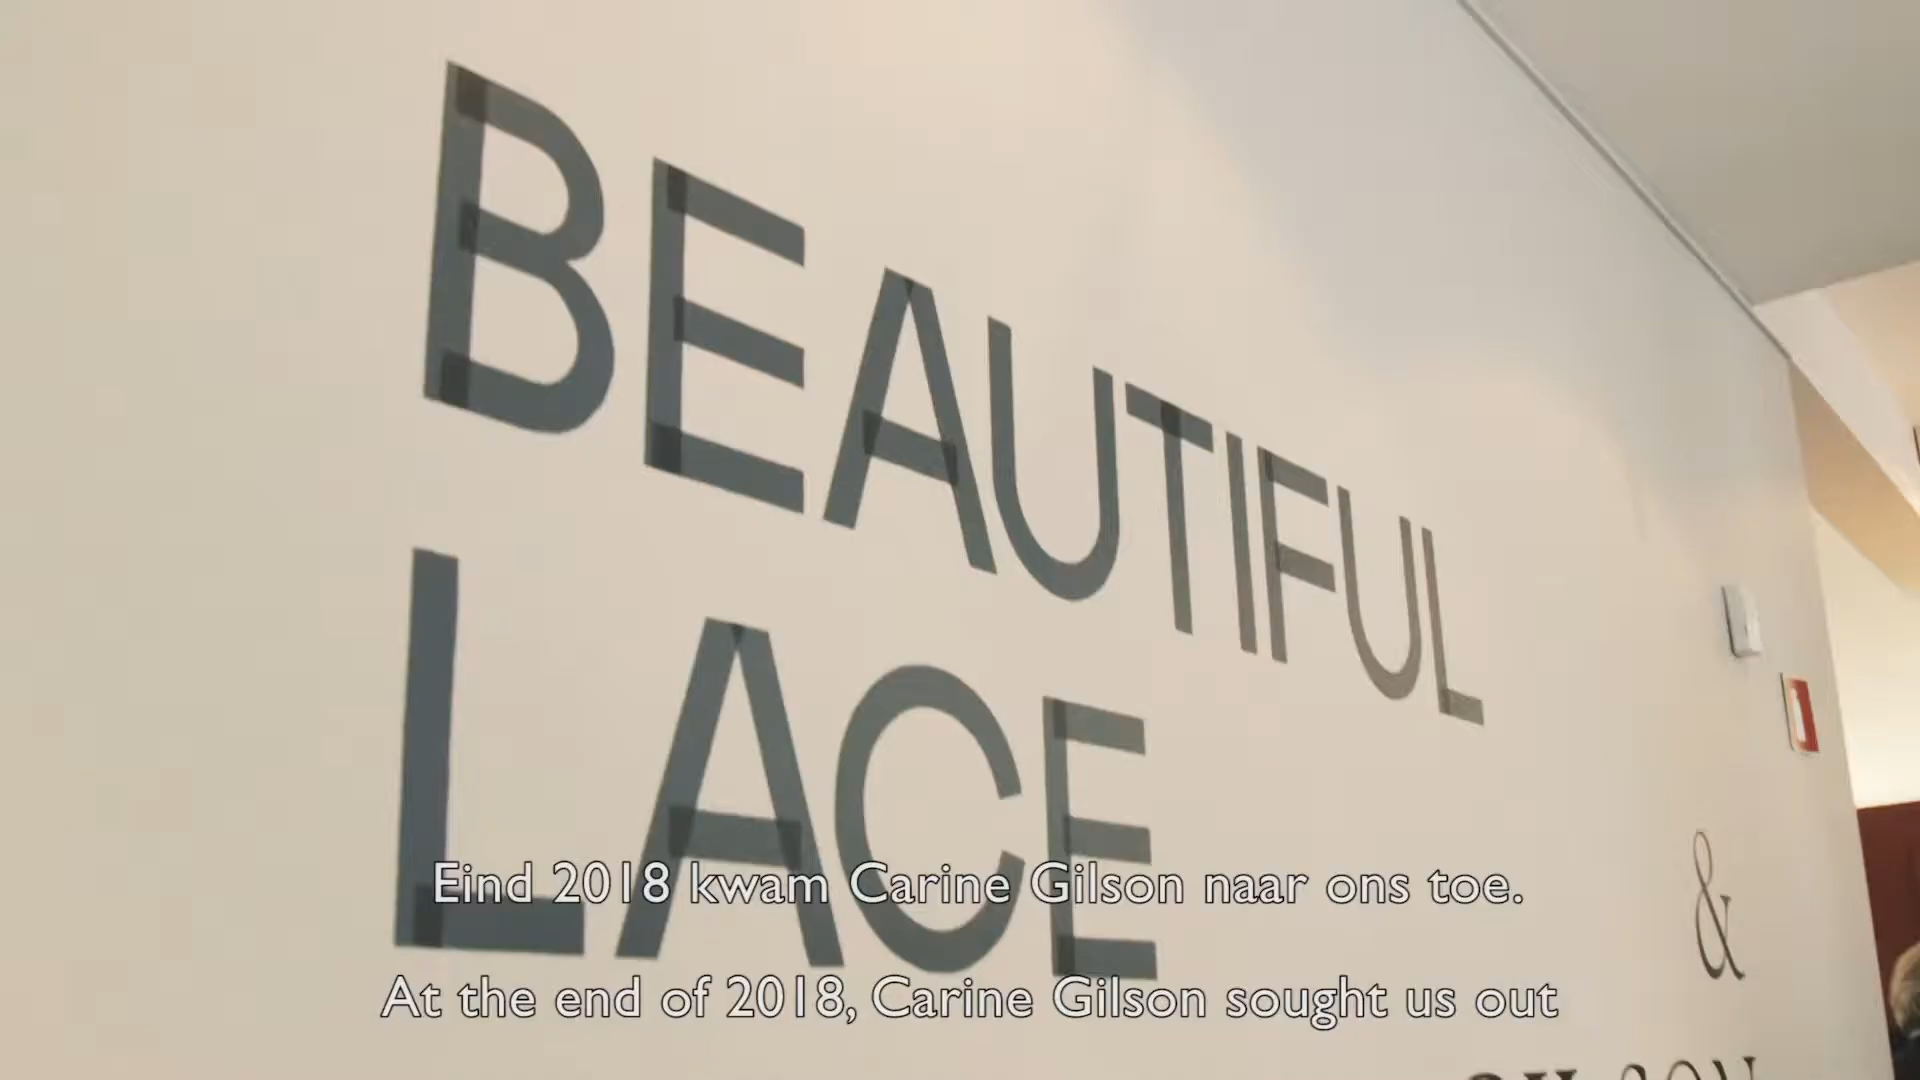 BEAUTIFUL
LACE
&
Eind 2018 kwam Carine Gilson naar ons toe.
At the end of 2018, Carine Gilson sought us out